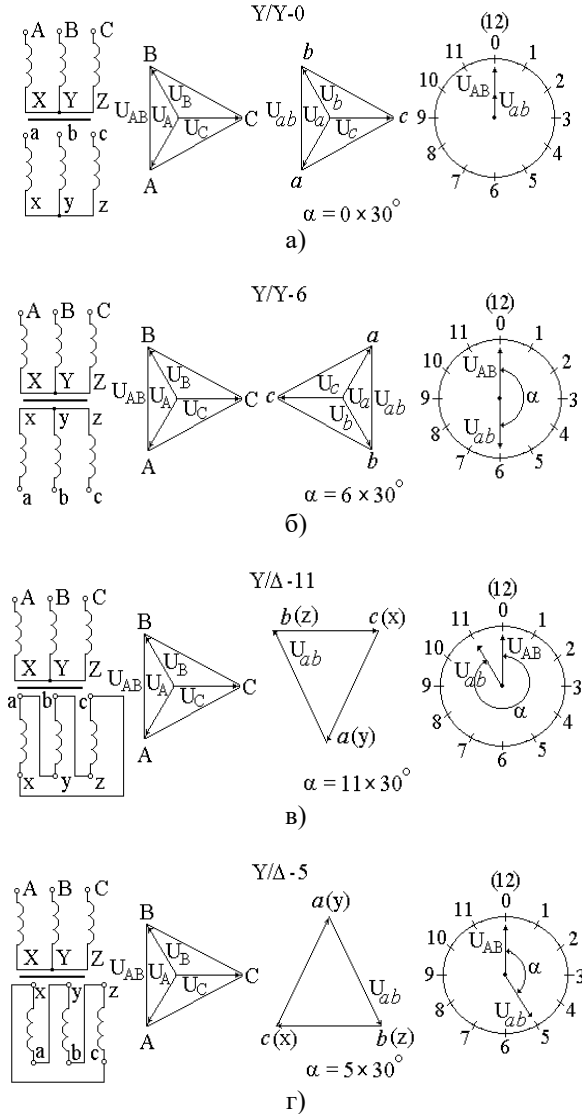 Y/Y-0
A B C
X Y Z
a b c
x y z
B
U_AB U_A U_B U_C C
A
b
U_ab U_a U_b U_c c
a
α = 0 × 30°
(12)
0 1 2 3 4 5 6 7 8 9 10 11
U_AB
U_ab
а)
Y/Y-6
A B C
X Y Z
x y z
a b c
B
U_AB U_A U_B U_C C
A
a
c U_c U_a U_b U_ab
b
α = 6 × 30°
(12)
0 1 2 3 4 5 6 7 8 9 10 11
U_AB
α
U_ab
б)
Y/Δ-11
A B C
X Y Z
a b c
x y z
B
U_AB U_A U_B U_C C
A
b(z) c(x)
U_ab
a(y)
α = 11 × 30°
(12)
0 1 2 3 4 5 6 7 8 9 10 11
U_AB
U_ab
α
в)
Y/Δ-5
A B C
X Y Z
x y z
a b c
B
U_AB U_A U_B U_C C
A
a(y)
U_ab
c(x) b(z)
α = 5 × 30°
(12)
0 1 2 3 4 5 6 7 8 9 10 11
U_AB
α
U_ab
г)